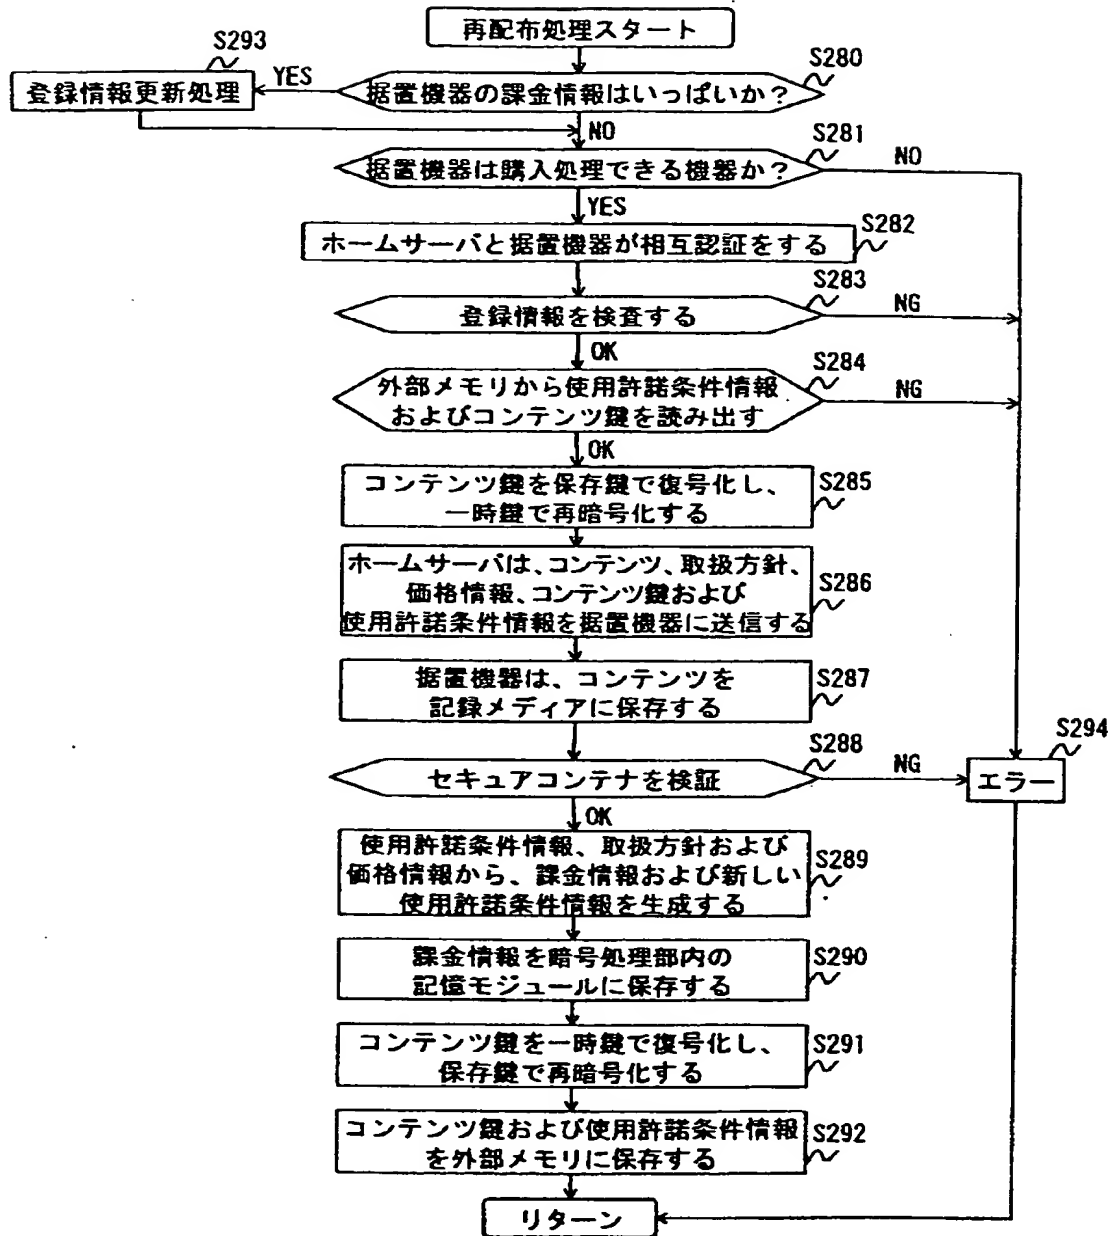 再配布処理スタート
S293
S280
登録情報更新処理
YES
据置機器の課金情報はいっぱいか?
NO
S281
据置機器は購入処理できる機器か?
NO
YES
S282
ホームサーバと据置機器が相互認証をする
S283
登録情報を検査する
NG
OK
S284
外部メモリから使用許諾条件情報
およびコンテンツ鍵を読み出す
NG
OK
コンテンツ鍵を保存鍵で復号化し、
一時鍵で再暗号化する
S285
ホームサーバは、コンテンツ、取扱方針、
価格情報、コンテンツ鍵および
使用許諾条件情報を据置機器に送信する
S286
据置機器は、コンテンツを
記録メディアに保存する
S287
S288
セキュアコンテナを検証
NG
S294
エラー
OK
使用許諾条件情報、取扱方針および
価格情報から、課金情報および新しい
使用許諾条件情報を生成する
S289
課金情報を暗号処理部内の
記憶モジュールに保存する
S290
コンテンツ鍵を一時鍵で復号化し、
保存鍵で再暗号化する
S291
コンテンツ鍵および使用許諾条件情報
を外部メモリに保存する
S292
リターン